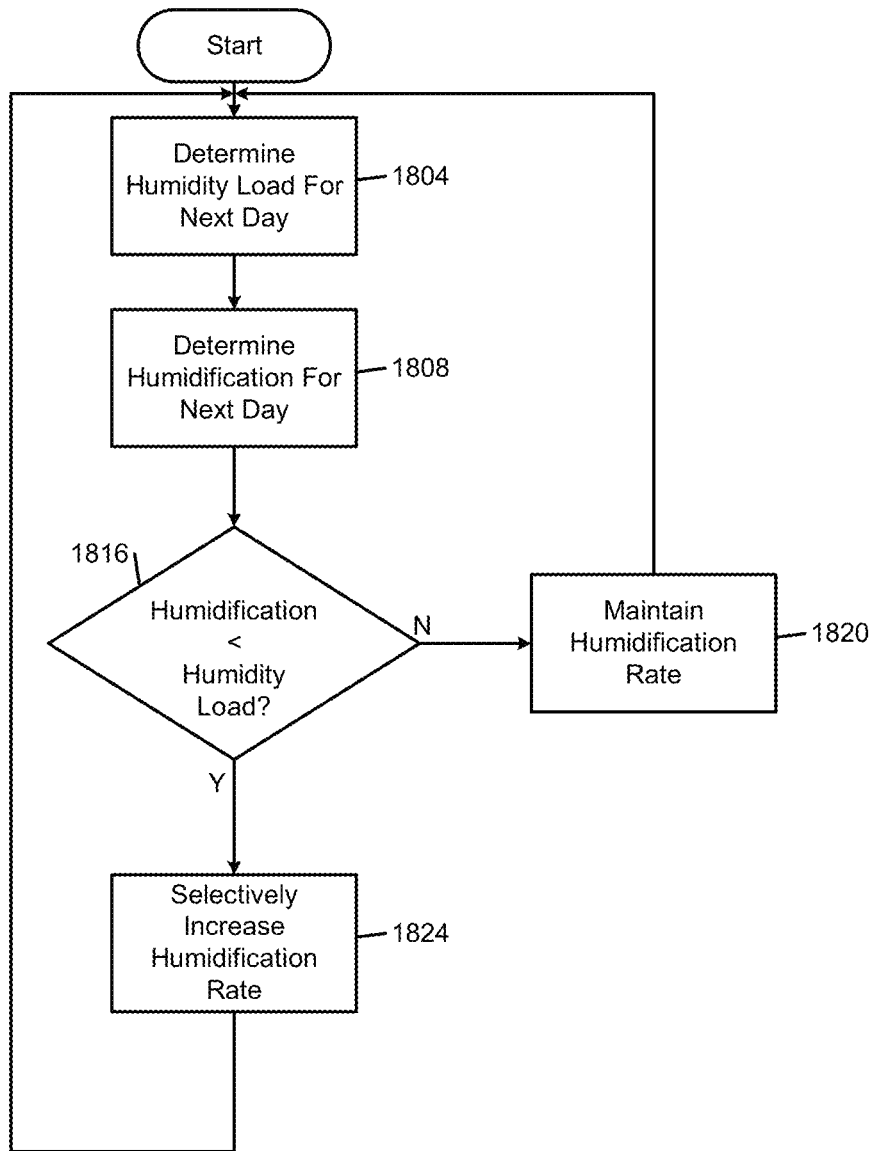 Start
Determine
Humidity Load For
Next Day
1804
Determine
Humidification For
Next Day
1808
1816
Humidification
<
Humidity
Load?
N
Maintain
Humidification
Rate
1820
Y
Selectively
Increase
Humidification
Rate
1824